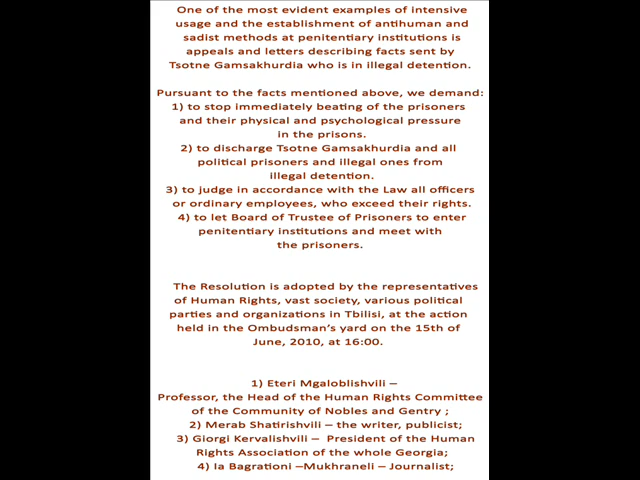 One of the most evident examples of intensive
usage and the establishment of antihuman and
sadist methods at penitentiary institutions is
appeals and letters describing facts sent by
Tsotne Gamsakhurdia who is in illegal detention.
Pursuant to the facts mentioned above, we demand:
1) to stop immediately beating of the prisoners
and their physical and psychological pressure
in the prisons.
2) to discharge Tsotne Gamsakhurdia and all
political prisoners and illegal ones from
illegal detention.
3) to judge in accordance with the Law all officers
or ordinary employees, who exceed their rights.
4) to let Board of Trustee of Prisoners to enter
penitentiary institutions and meet with
the prisoners.
The Resolution is adopted by the representatives
of Human Rights, vast society, various political
parties and organizations in Tbilisi, at the action
held in the Ombudsman's yard on the 15th of
June, 2010, at 16:00.
1) Eteri Mgaloblishvili –
Professor, the Head of the Human Rights Committee
of the Community of Nobles and Gentry ;
2) Merab Shatirishvili – the writer, publicist;
3) Giorgi Kervalishvili – President of the Human
Rights Association of the whole Georgia;
4) Ia Bagrationi –Mukhraneli – Journalist;